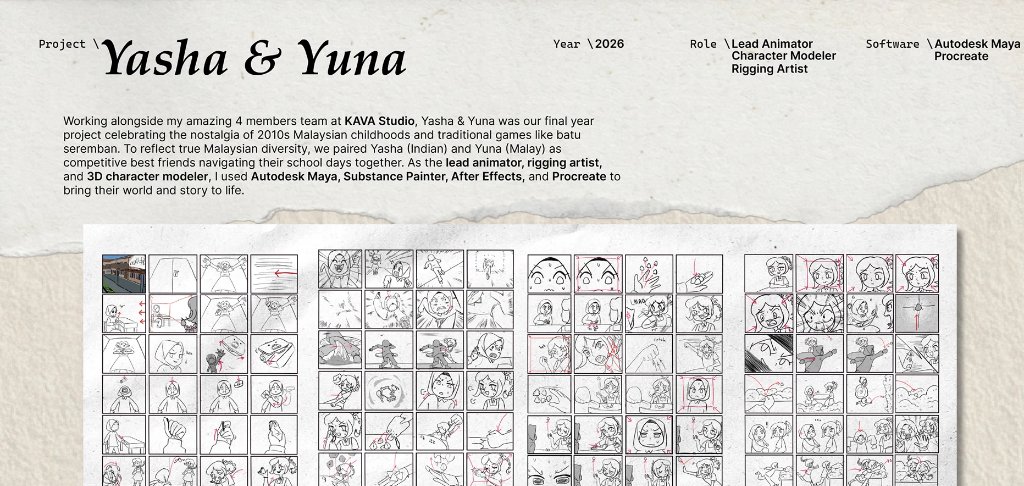 Project \ Yasha & Yuna
Year \ 2026
Role \ Lead Animator
Character Modeler
Rigging Artist
Software \ Autodesk Maya
Procreate
Working alongside my amazing 4 members team at KAVA Studio, Yasha & Yuna was our final year
project celebrating the nostalgia of 2010s Malaysian childhoods and traditional games like batu
seremban. To reflect true Malaysian diversity, we paired Yasha (Indian) and Yuna (Malay) as
competitive best friends navigating their school days together. As the lead animator, rigging artist,
and 3D character modeler, I used Autodesk Maya, Substance Painter, After Effects, and Procreate to
bring their world and story to life.